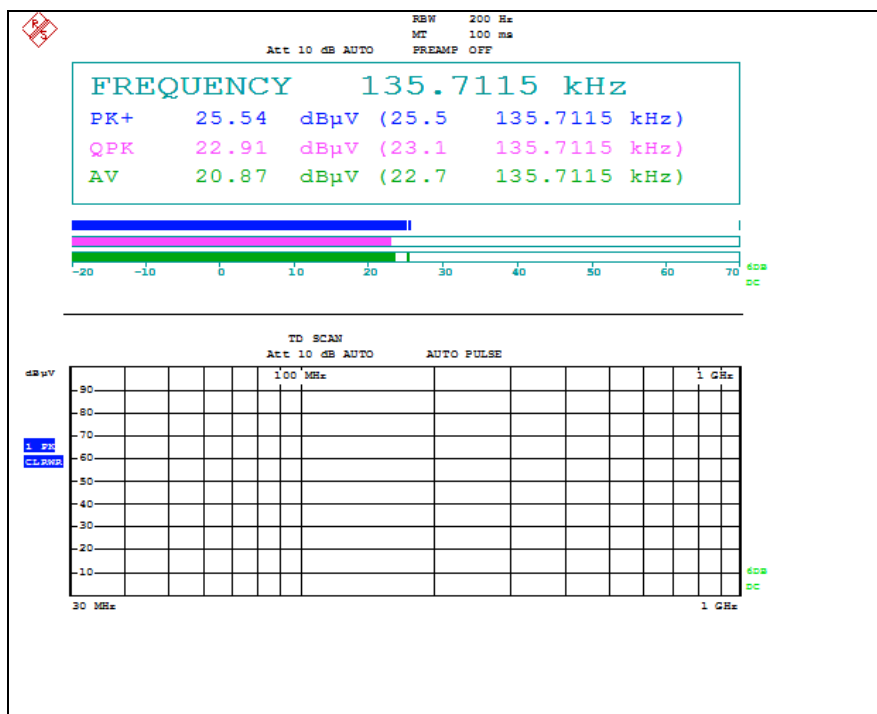 R S
RBW 200 Hz
MT 100 ms
Att 10 dB AUTO PREAMP OFF
FREQUENCY 135.7115 kHz
PK+ 25.54 dBµV (25.5 135.7115 kHz)
QPK 22.91 dBµV (23.1 135.7115 kHz)
AV 20.87 dBµV (22.7 135.7115 kHz)
-20 -10 0 10 20 30 40 50 60 70
6DB
DC
TD SCAN
Att 10 dB AUTO AUTO PULSE
dBµV
100 MHz 1 GHz
90
80
70
1 PK
CLRWR
60
50
40
30
20
10
6DB
DC
30 MHz 1 GHz